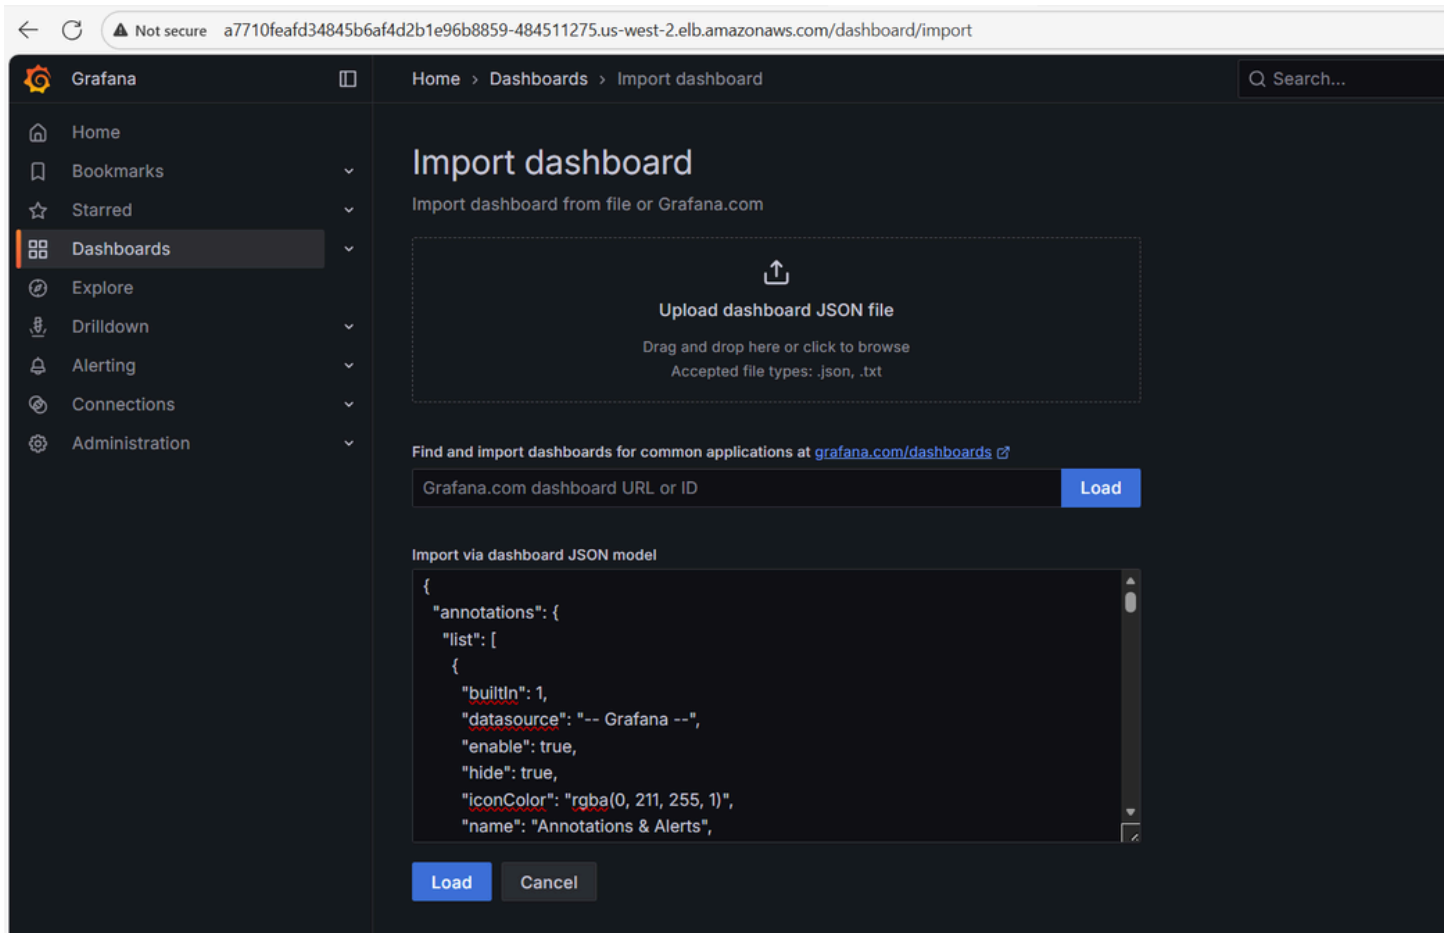 Not secure a7710feafd34845b6af4d2b1e96b8859-484511275.us-west-2.elb.amazonaws.com/dashboard/import
Grafana
Home › Dashboards › Import dashboard
Search...
Home
Bookmarks
Starred
Dashboards
Explore
Drilldown
Alerting
Connections
Administration
Import dashboard
Import dashboard from file or Grafana.com
Upload dashboard JSON file
Drag and drop here or click to browse
Accepted file types: .json, .txt
Find and import dashboards for common applications at grafana.com/dashboards
Grafana.com dashboard URL or ID
Load
Import via dashboard JSON model
{
"annotations": {
"list": [
{
"builtIn": 1,
"datasource": "-- Grafana --",
"enable": true,
"hide": true,
"iconColor": "rgba(0, 211, 255, 1)",
"name": "Annotations & Alerts",
Load
Cancel